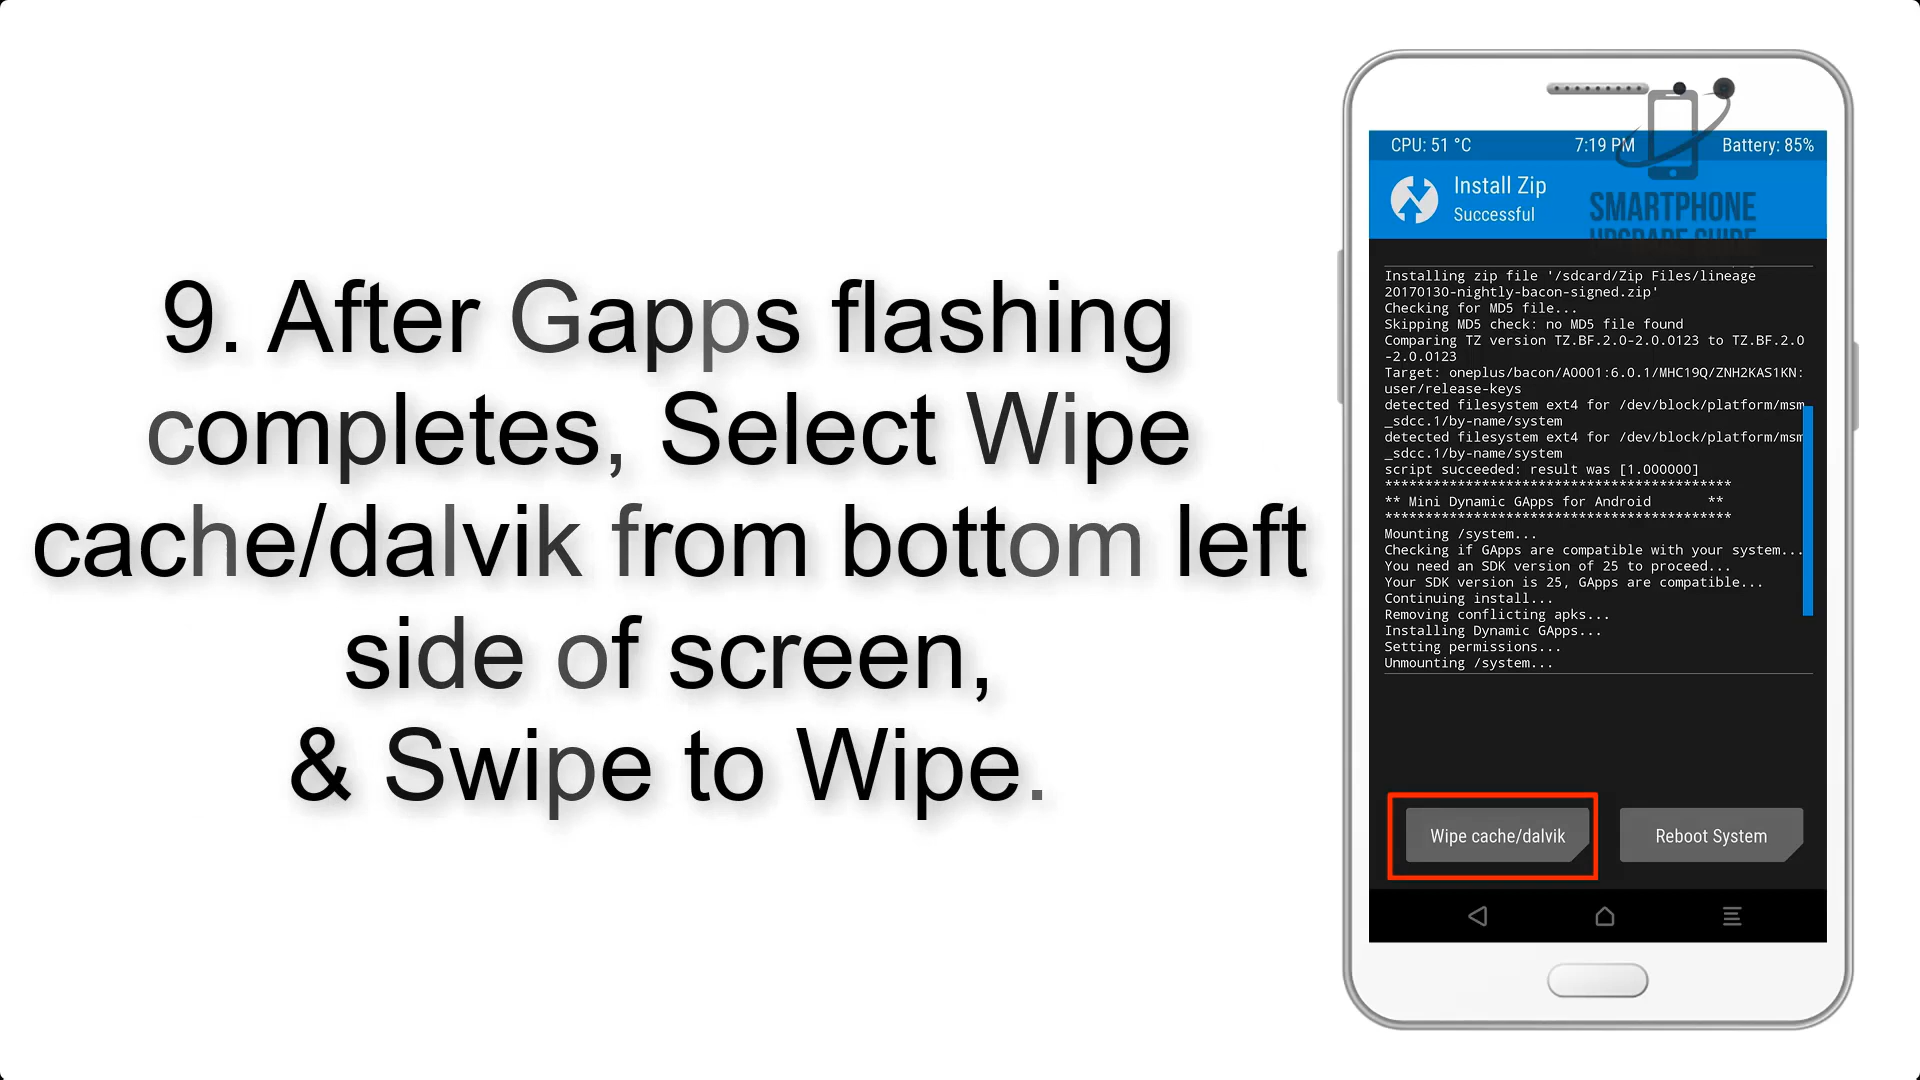 9. After Gapps flashing
completes, Select Wipe
cache/dalvik from bottom left
side of screen,
& Swipe to Wipe.
CPU: 51 °C 7:19 PM Battery: 85%
Install Zip
Successful
SMARTPHONE
UPGRADE GUIDE
Installing zip file '/sdcard/Zip Files/lineage
20170130-nightly-bacon-signed.zip'
Checking for MD5 file...
Skipping MD5 check: no MD5 file found
Comparing TZ version TZ.BF.2.0-2.0.0123 to TZ.BF.2.0
-2.0.0123
Target: oneplus/bacon/A0001:6.0.1/MHC19Q/ZNH2KAS1KN:
user/release-keys
detected filesystem ext4 for /dev/block/platform/msm
_sdcc.1/by-name/system
detected filesystem ext4 for /dev/block/platform/msm
_sdcc.1/by-name/system
script succeeded: result was [1.000000]
*******************************************
** Mini Dynamic GApps for Android **
*******************************************
Mounting /system...
Checking if GApps are compatible with your system...
You need an SDK version of 25 to proceed...
Your SDK version is 25, GApps are compatible...
Continuing install...
Removing conflicting apks...
Installing Dynamic GApps...
Setting permissions...
Unmounting /system...
Wipe cache/dalvik Reboot System